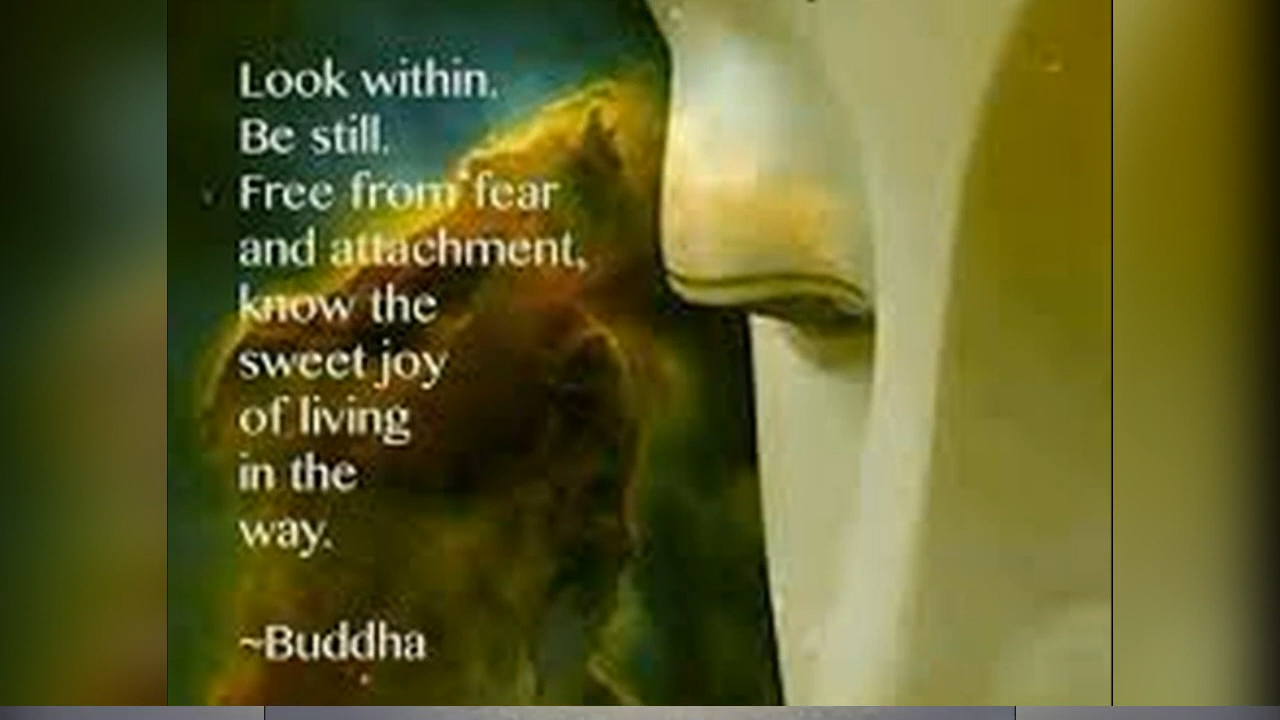 Look within.
Be still.
Free from fear
and attachment,
know the
sweet joy
of living
in the
way.
~Buddha